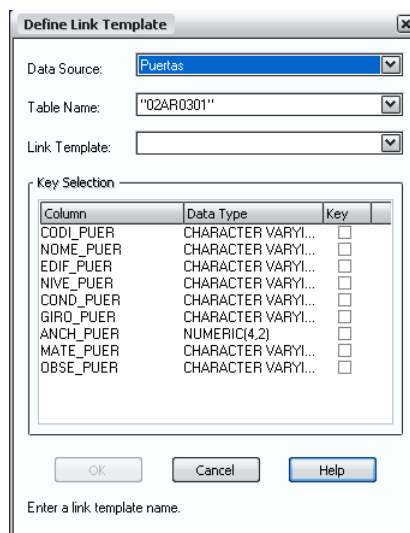 Define Link Template
Data Source: Puertas
Table Name: "02AR0301"
Link Template:
Key Selection
Column Data Type Key
CODI_PUER CHARACTER VARYI...
NOME_PUER CHARACTER VARYI...
EDIF_PUER CHARACTER VARYI...
NIVE_PUER CHARACTER VARYI...
COND_PUER CHARACTER VARYI...
GIRO_PUER CHARACTER VARYI...
ANCH_PUER NUMERIC(4,2)
MATE_PUER CHARACTER VARYI...
OBSE_PUER CHARACTER VARYI...
OK Cancel Help
Enter a link template name.